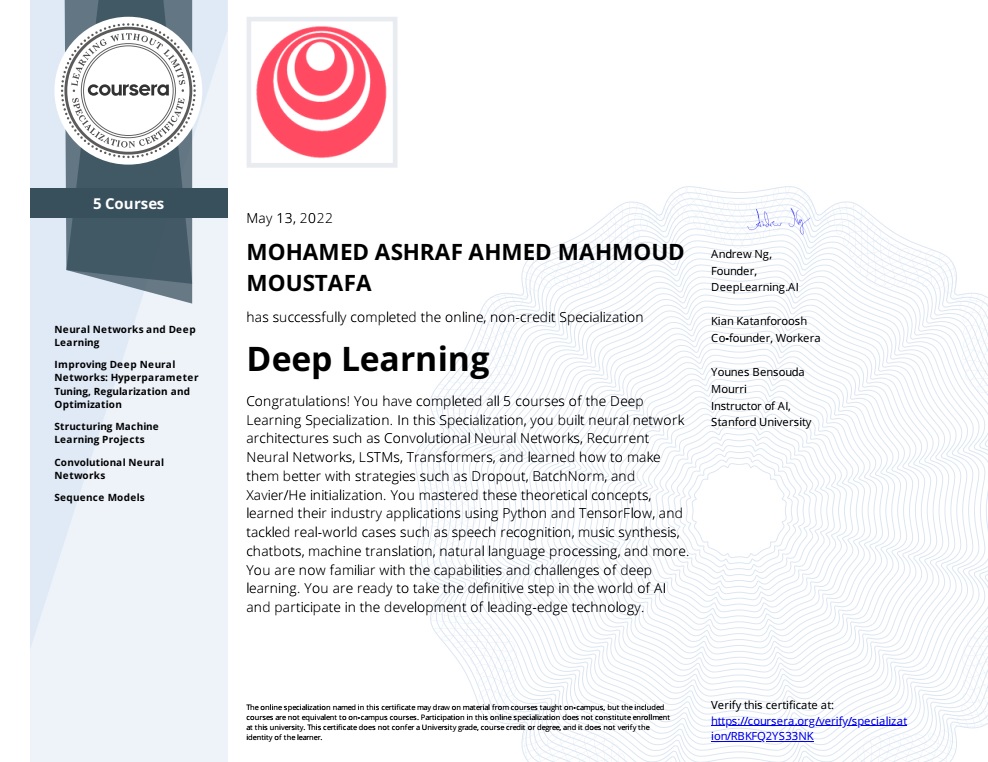 LEARNING WITHOUT LIMITS
coursera
SPECIALIZATION CERTIFICATE
5 Courses
Neural Networks and Deep
Learning
Improving Deep Neural
Networks: Hyperparameter
Tuning, Regularization and
Optimization
Structuring Machine
Learning Projects
Convolutional Neural
Networks
Sequence Models
May 13, 2022
MOHAMED ASHRAF AHMED MAHMOUD
MOUSTAFA
has successfully completed the online, non-credit Specialization
Deep Learning
Congratulations! You have completed all 5 courses of the Deep
Learning Specialization. In this Specialization, you built neural network
architectures such as Convolutional Neural Networks, Recurrent
Neural Networks, LSTMs, Transformers, and learned how to make
them better with strategies such as Dropout, BatchNorm, and
Xavier/He initialization. You mastered these theoretical concepts,
learned their industry applications using Python and TensorFlow, and
tackled real-world cases such as speech recognition, music synthesis,
chatbots, machine translation, natural language processing, and more.
You are now familiar with the capabilities and challenges of deep
learning. You are ready to take the definitive step in the world of AI
and participate in the development of leading-edge technology.
Andrew Ng
Andrew Ng,
Founder,
DeepLearning.AI
Kian Katanforoosh
Co-founder, Workera
Younes Bensouda
Mourri
Instructor of AI,
Stanford University
The online specialization named in this certificate may draw on material from courses taught on-campus, but the included
courses are not equivalent to on-campus courses. Participation in this online specialization does not constitute enrollment
at this university. This certificate does not confer a University grade, course credit or degree, and it does not verify the
identity of the learner.
Verify this certificate at:
https://coursera.org/verify/specializat
ion/RBKFQ2YS33NK